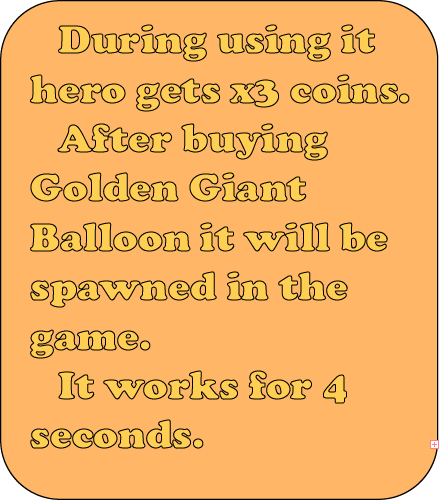 During using it
hero gets x3 coins.
After buying
Golden Giant
Balloon it will be
spawned in the
game.
It works for 4
seconds.